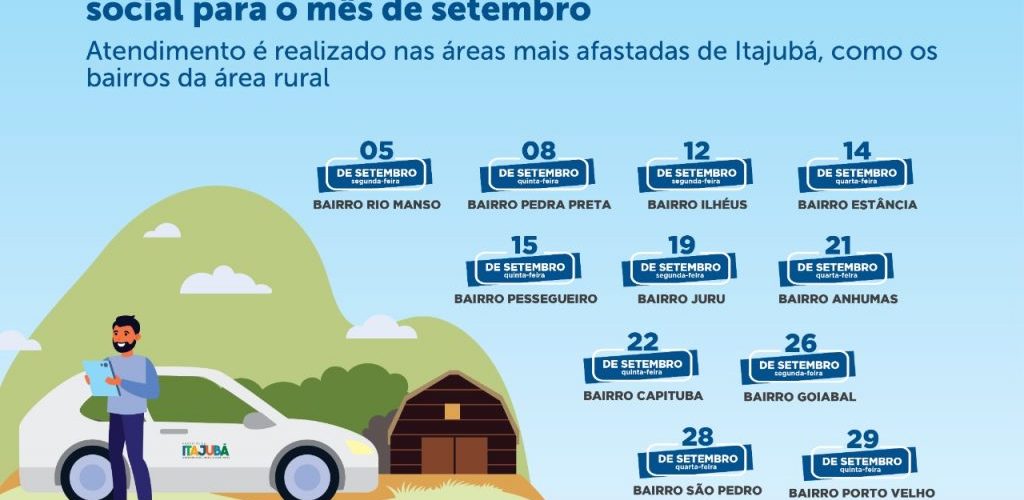 social para o mês de setembro
Atendimento é realizado nas áreas mais afastadas de Itajubá, como os
bairros da área rural
05
DE SETEMBRO
segunda-feira
BAIRRO RIO MANSO
08
DE SETEMBRO
quinta-feira
BAIRRO PEDRA PRETA
12
DE SETEMBRO
segunda-feira
BAIRRO ILHÉUS
14
DE SETEMBRO
quarta-feira
BAIRRO ESTÂNCIA
15
DE SETEMBRO
quinta-feira
BAIRRO PESSEGUEIRO
19
DE SETEMBRO
segunda-feira
BAIRRO JURU
21
DE SETEMBRO
quarta-feira
BAIRRO ANHUMAS
22
DE SETEMBRO
quinta-feira
BAIRRO CAPITUBA
26
DE SETEMBRO
segunda-feira
BAIRRO GOIABAL
28
DE SETEMBRO
quarta-feira
BAIRRO SÃO PEDRO
29
DE SETEMBRO
quinta-feira
BAIRRO PORTO VELHO
ITAJUBÁ